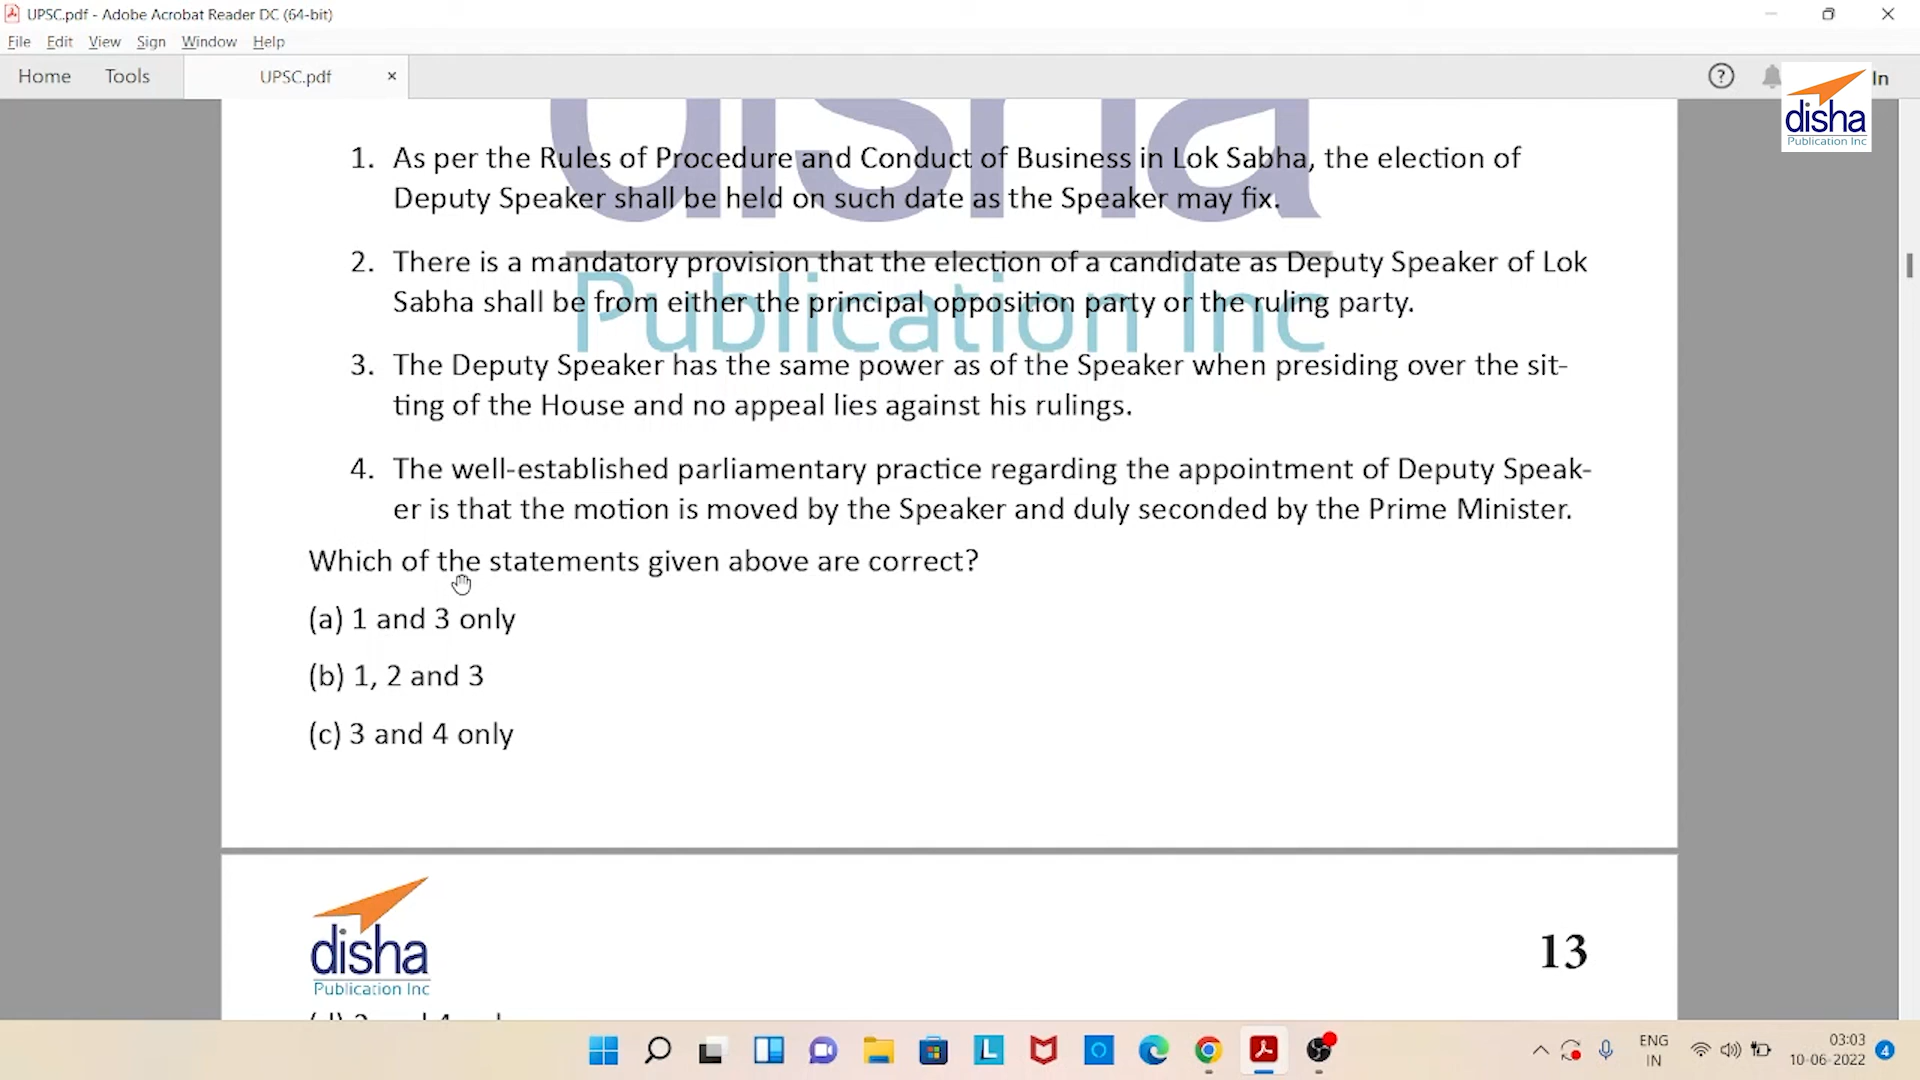 UPSC.pdf - Adobe Acrobat Reader DC (64-bit)
File Edit View Sign Window Help
Home Tools UPSC.pdf In
disha
Publication Inc
disha
Publication Inc
1. As per the Rules of Procedure and Conduct of Business in Lok Sabha, the election of
Deputy Speaker shall be held on such date as the Speaker may fix.
2. There is a mandatory provision that the election of a candidate as Deputy Speaker of Lok
Sabha shall be from either the principal opposition party or the ruling party.
3. The Deputy Speaker has the same power as of the Speaker when presiding over the sit-
ting of the House and no appeal lies against his rulings.
4. The well-established parliamentary practice regarding the appointment of Deputy Speak-
er is that the motion is moved by the Speaker and duly seconded by the Prime Minister.
Which of the statements given above are correct?
(a) 1 and 3 only
(b) 1, 2 and 3
(c) 3 and 4 only
disha
Publication Inc
13
ENG
IN
03:03
10-06-2022
4